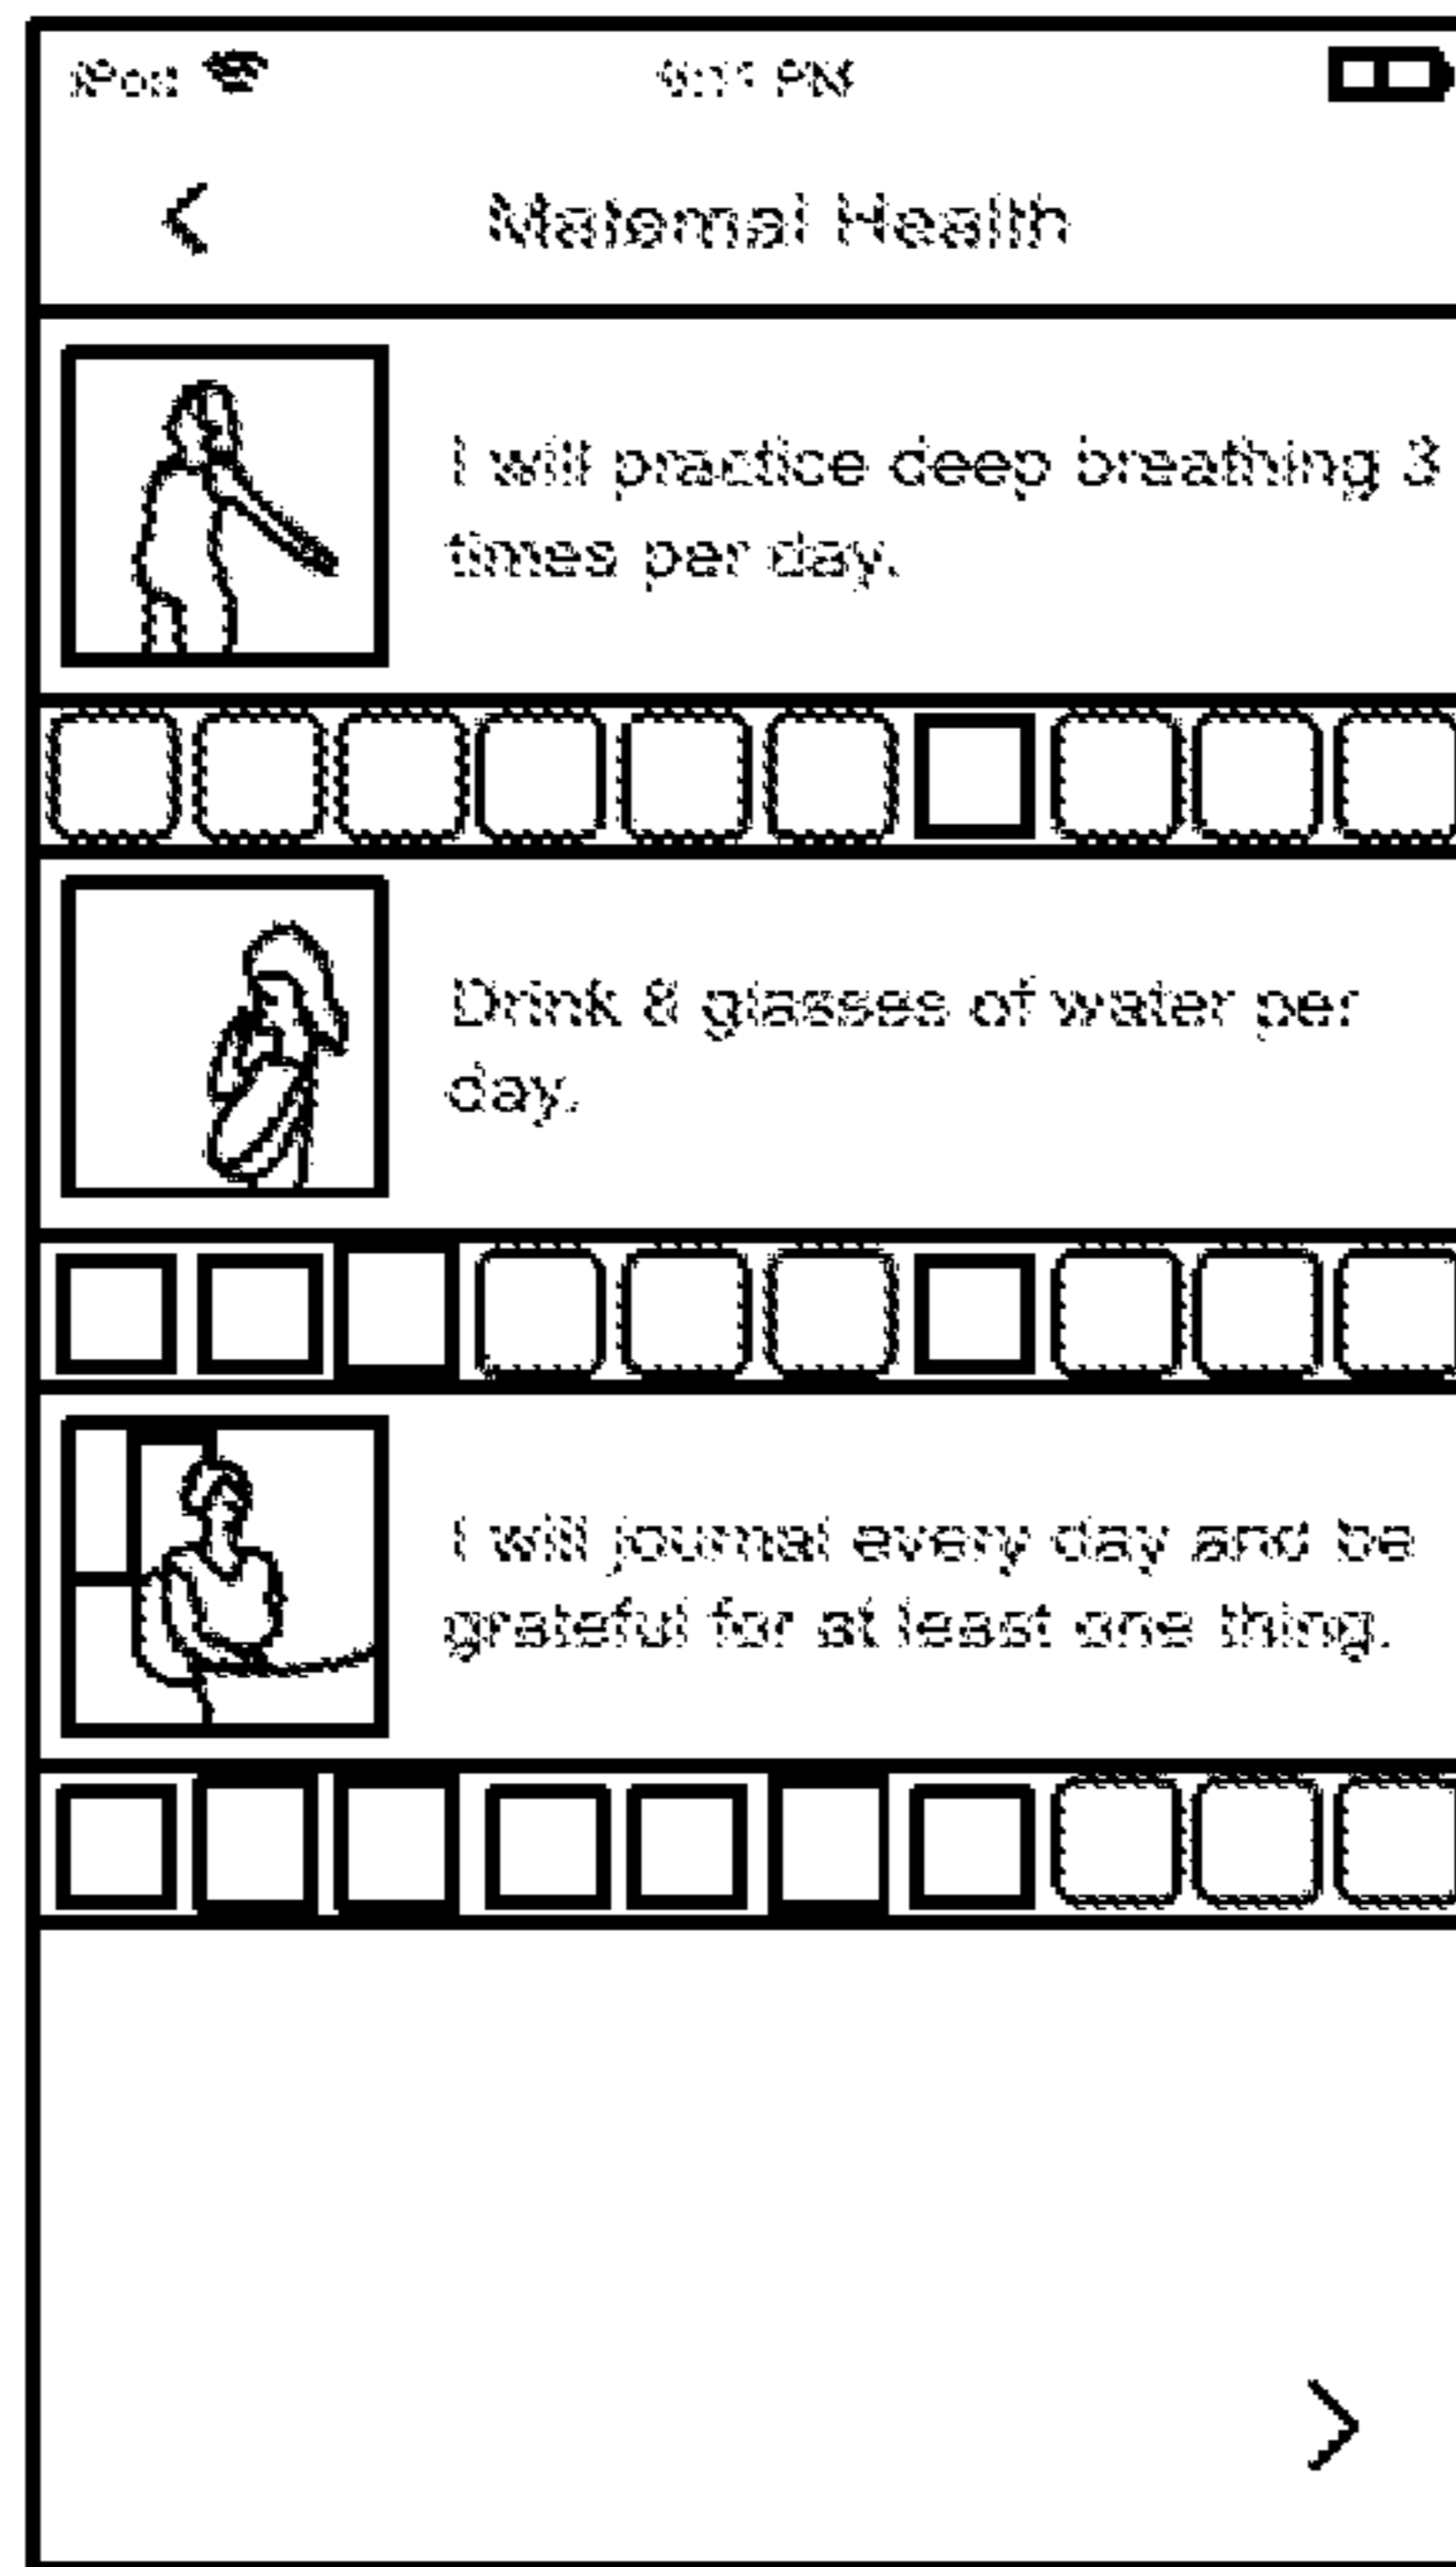 iPod PM
Maternal Health
I will practice deep breathing 3
times per day.
Drink 8 glasses of water per
day.
I will journal every day and be
grateful for at least one thing.